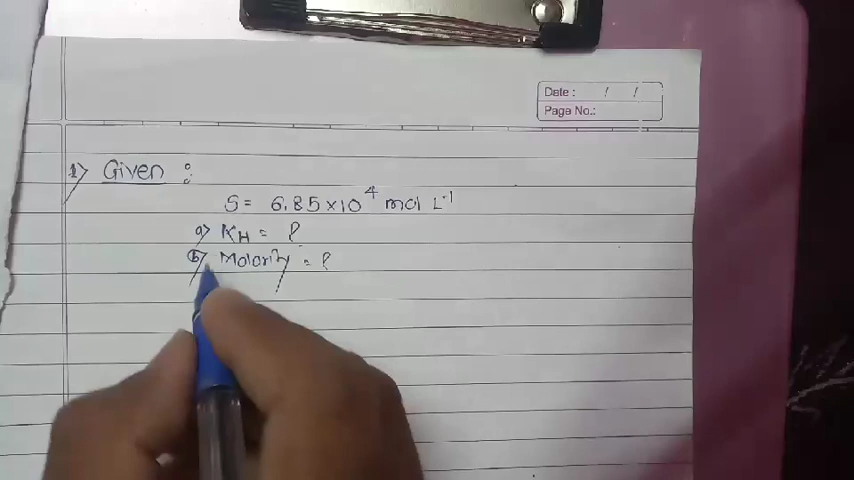 Date :    /    /
Page No.:
1) Given :
S = 6.85 × 10⁴ mol L⁻¹
a) KH = ?
b) Molarity = ?